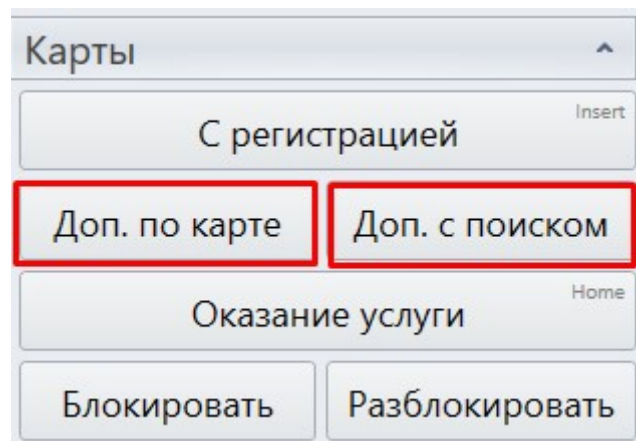 Карты
С регистрацией Insert
Доп. по карте Доп. с поиском
Оказание услуги Home
Блокировать Разблокировать